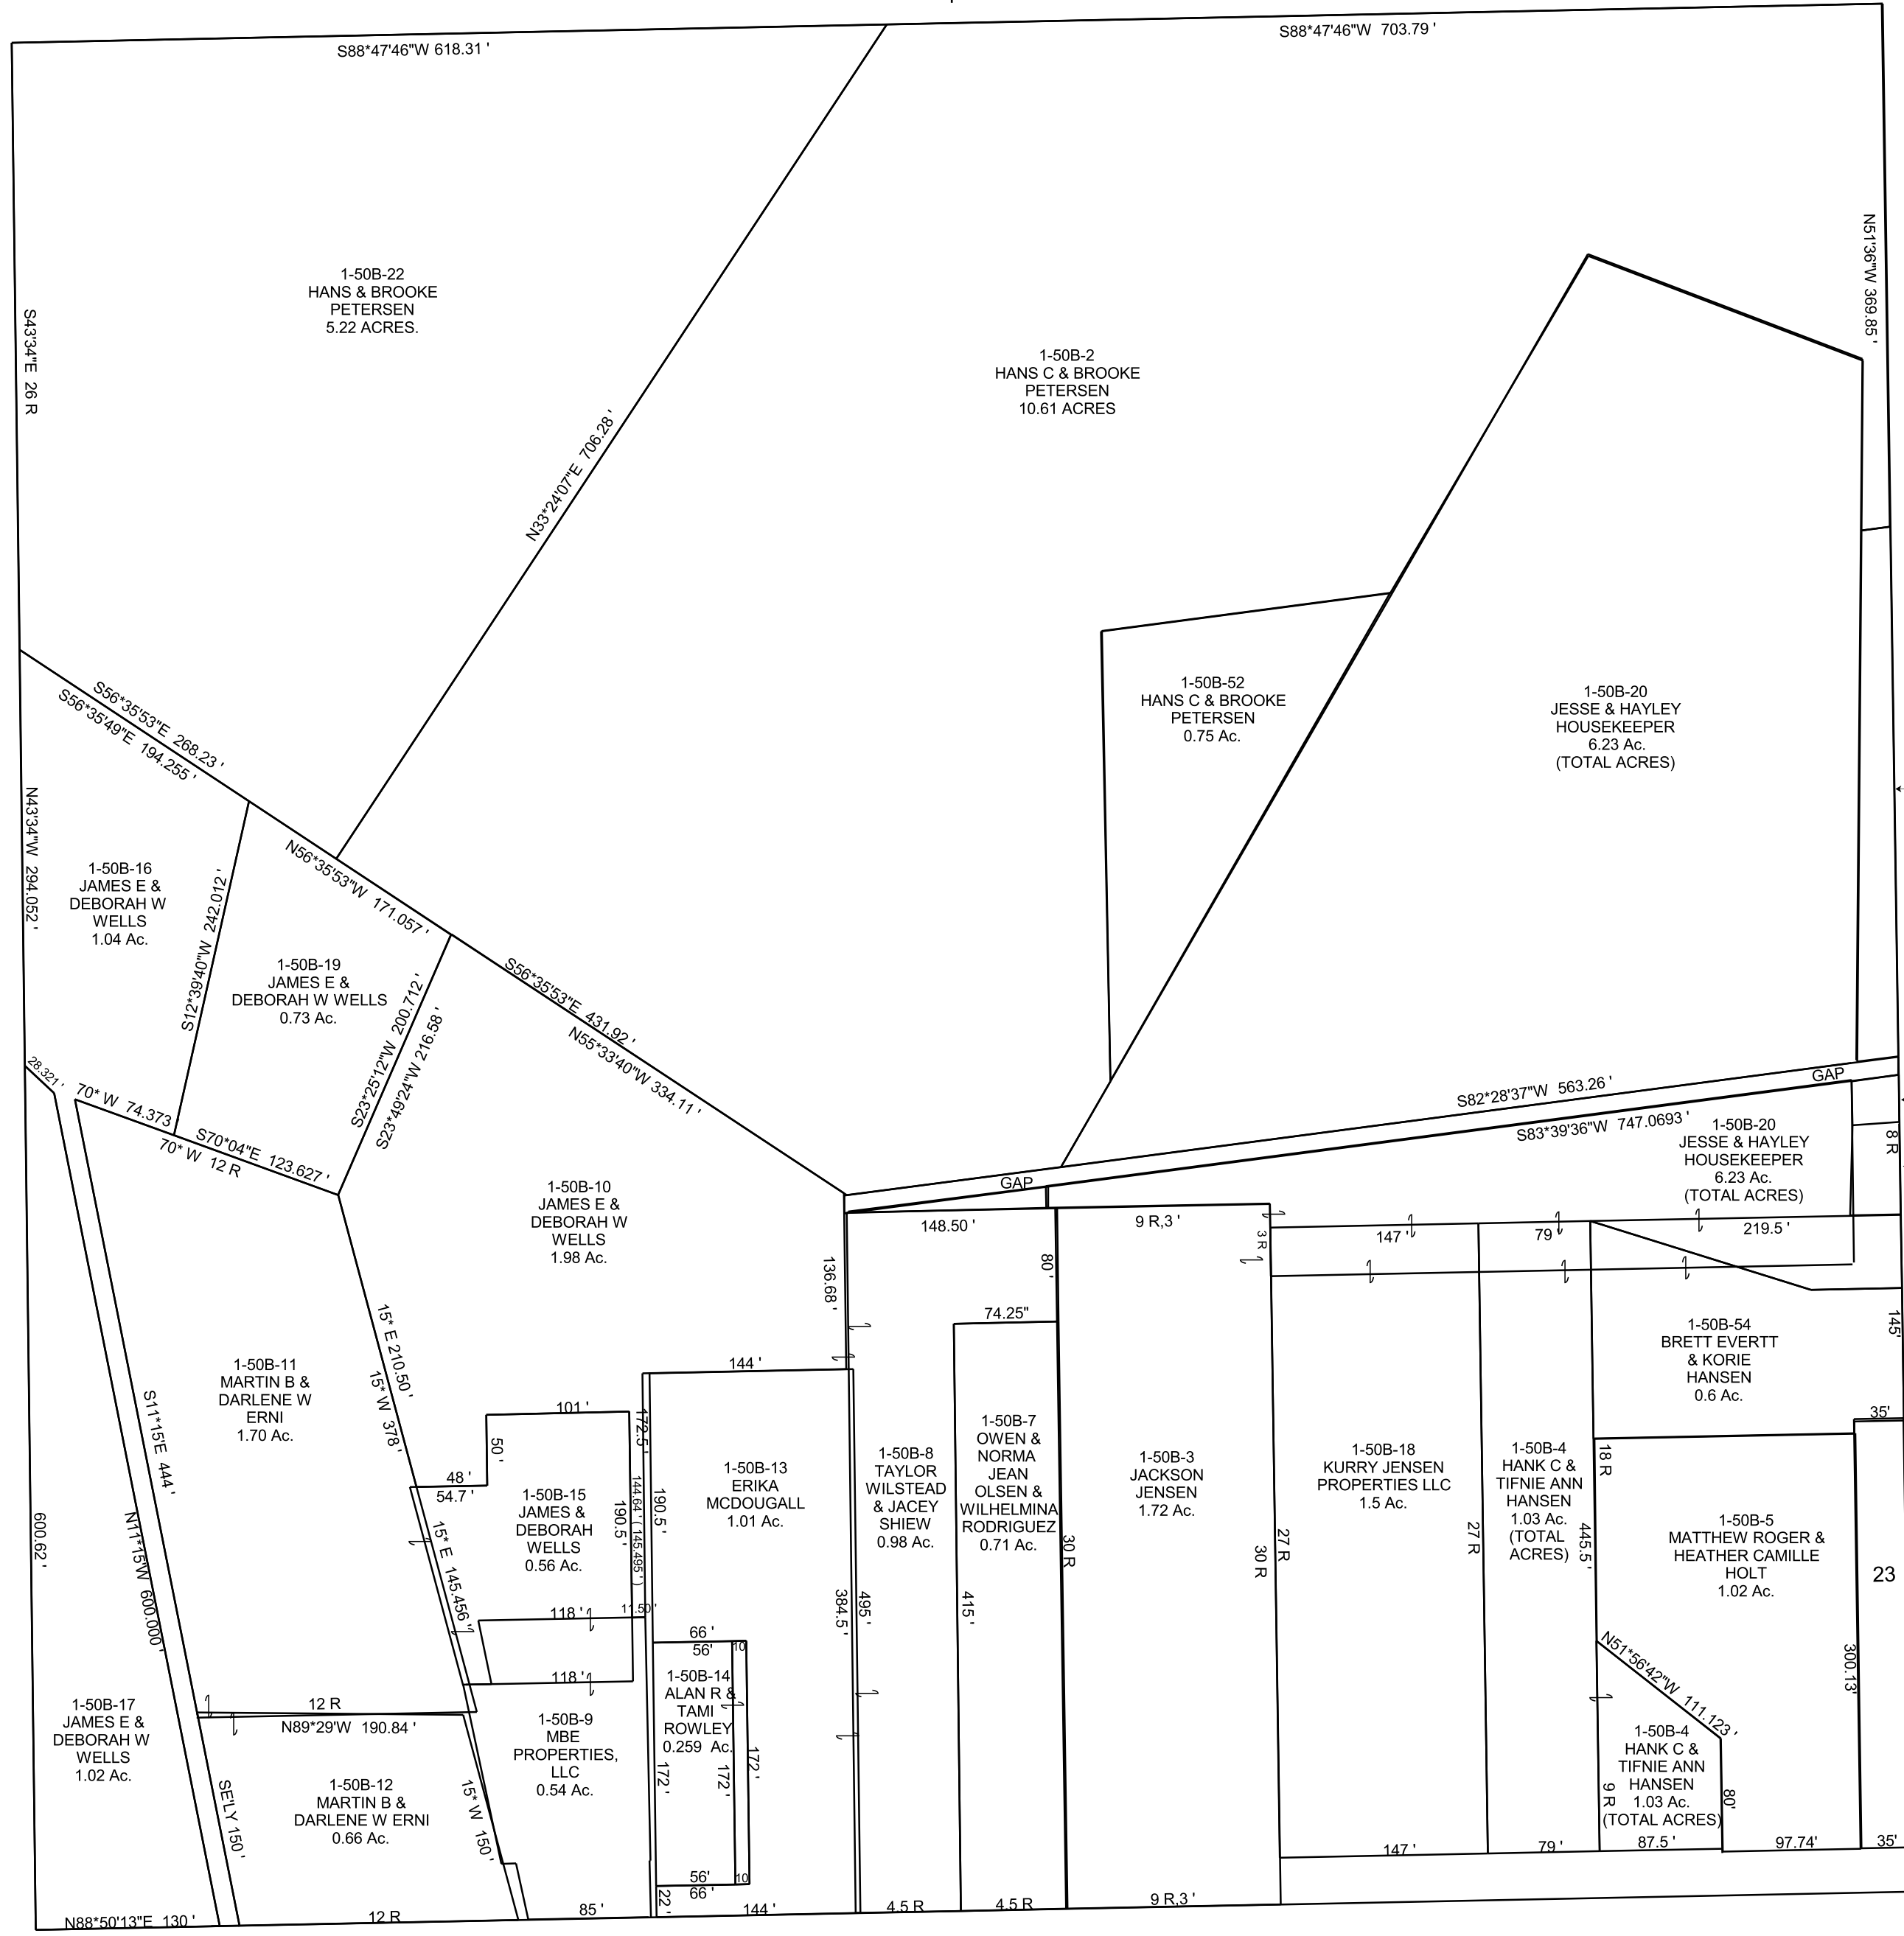 S88*47'46"W 618.31 '
S88*47'46"W 703.79 '
N51'36"W 369.85 '
1-50B-22
HANS & BROOKE
PETERSEN
5.22 ACRES.
S43'34"E 26 R
1-50B-2
HANS C & BROOKE
PETERSEN
10.61 ACRES
N33*24'07"E 706.28 '
1-50B-52
HANS C & BROOKE
PETERSEN
0.75 Ac.
1-50B-20
JESSE & HAYLEY
HOUSEKEEPER
6.23 Ac.
(TOTAL ACRES)
S56*35'53"E 268.23 '
S56*35'49"E 194.255 '
N43'34"W 294.052 '
1-50B-16
JAMES E &
DEBORAH W
WELLS
1.04 Ac.
S12*39'40"W 242.012 '
N56*35'53"W 171.057 '
1-50B-19
JAMES E &
DEBORAH W WELLS
0.73 Ac.
S23*25'12"W 200.712 '
S23*49'24"W 216.58 '
S56*35'53"E 431.92 '
N55*33'40"W 334.11 '
28.321 '
70* W 74.373 '
S70*04"E 123.627 '
70* W 12 R
S82*28'37"W 563.26 '
GAP
S83*39'36"W 747.0693 '
GAP
1-50B-20
JESSE & HAYLEY
HOUSEKEEPER
6.23 Ac.
(TOTAL ACRES)
8 R
1-50B-10
JAMES E &
DEBORAH W
WELLS
1.98 Ac.
136.68 '
148.50 '
80 '
9 R,3 '
3 R
147 '
79 '
219.5 '
74.25"
145'
1-50B-11
MARTIN B &
DARLENE W
ERNI
1.70 Ac.
15* E 210.50 '
15* W 378 '
S11*15'E 444 '
N11*15'W 600.000 '
600.62 '
144 '
101 '
50 '
48 '
54.7 '
1-50B-15
JAMES &
DEBORAH
WELLS
0.56 Ac.
172.5'
144.64 ' ( 145.495 ' )
190.5 '
190.5 '
15* E 145.456 '
118 '
11.50 '
118 '
1-50B-13
ERIKA
MCDOUGALL
1.01 Ac.
384.5 '
495 '
1-50B-8
TAYLOR
WILSTEAD
& JACEY
SHIEW
0.98 Ac.
1-50B-7
OWEN &
NORMA
JEAN
OLSEN &
WILHELMINA
RODRIGUEZ
0.71 Ac.
415 '
30 R
1-50B-3
JACKSON
JENSEN
1.72 Ac.
30 R
27 R
1-50B-18
KURRY JENSEN
PROPERTIES LLC
1.5 Ac.
27 R
1-50B-4
HANK C &
TIFNIE ANN
HANSEN
1.03 Ac.
(TOTAL
ACRES)
445.5 '
18 R
1-50B-54
BRETT EVERTT
& KORIE
HANSEN
0.6 Ac.
35'
1-50B-5
MATTHEW ROGER &
HEATHER CAMILLE
HOLT
1.02 Ac.
23
300.13'
N51*56'42"W 111.123 '
66 '
56'
10
1-50B-14
ALAN R &
TAMI
ROWLEY
0.259 Ac.
172 '
172 '
172 '
56'
10
66 '
22 '
12 R
N89*29'W 190.84 '
1-50B-17
JAMES E &
DEBORAH W
WELLS
1.02 Ac.
SE'LY 150 '
1-50B-12
MARTIN B &
DARLENE W ERNI
0.66 Ac.
15* W 150 '
1-50B-9
MBE
PROPERTIES,
LLC
0.54 Ac.
1-50B-4
HANK C &
TIFNIE ANN
HANSEN
1.03 Ac.
(TOTAL ACRES)
9 R
80'
147 '
79 '
87.5 '
97.74'
35'
N88*50'13"E 130 '
12 R
85 '
144 '
4.5 R
4.5 R
9 R,3 '